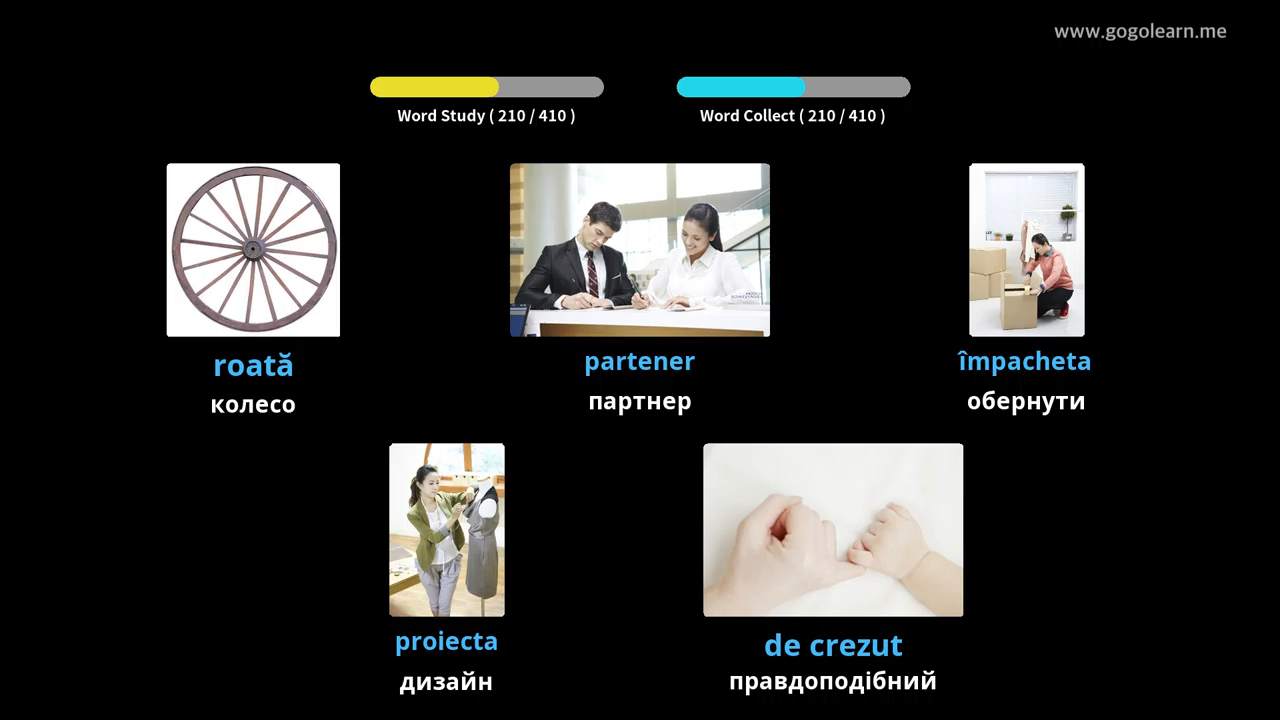 www.gogolearn.me
Word Study ( 210 / 410 )
Word Collect ( 210 / 410 )
roată
колесо
partener
партнер
împacheta
обернути
proiecta
дизайн
de crezut
правдоподібний